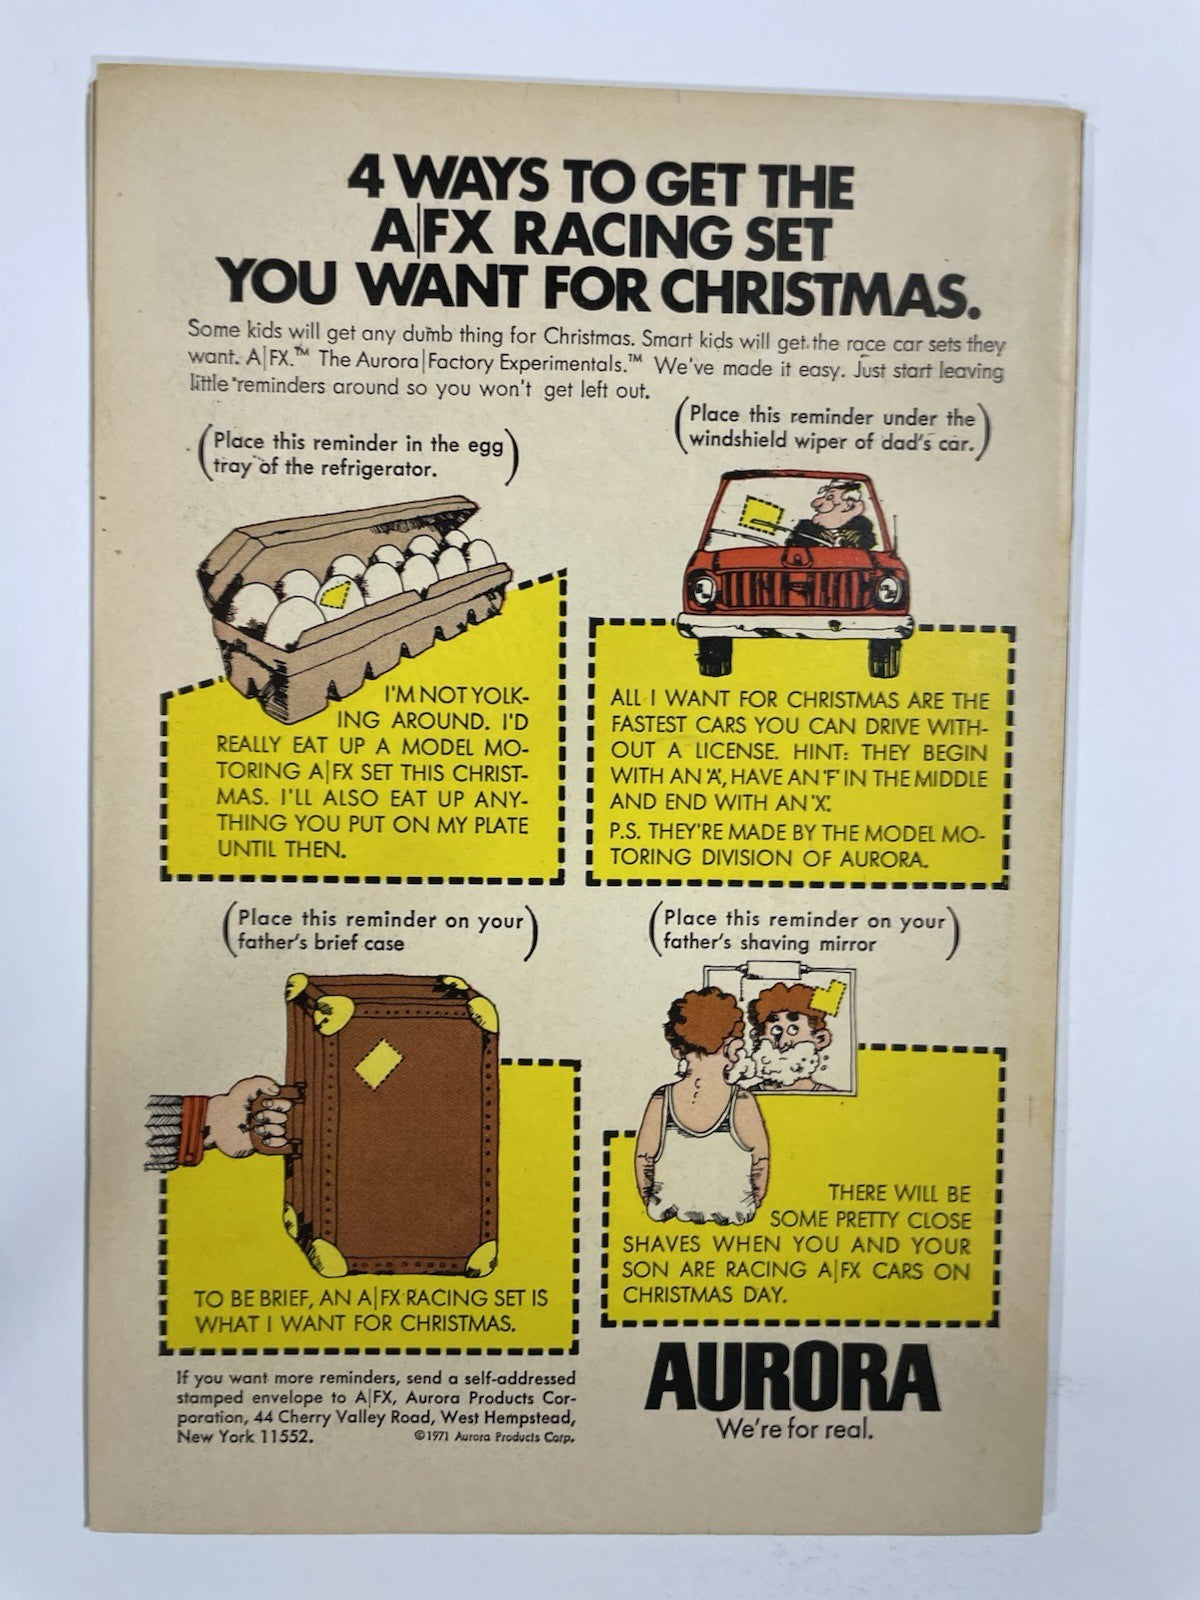 4 WAYS TO GET THE
A|FX RACING SET
YOU WANT FOR CHRISTMAS.
Some kids will get any dumb thing for Christmas. Smart kids will get the race car sets they
want. A|FX.™ The Aurora|Factory Experimentals.™ We've made it easy. Just start leaving
little reminders around so you won't get left out.
(Place this reminder in the egg
tray of the refrigerator.)
(Place this reminder under the
windshield wiper of dad's car.)
I'M NOT YOLK-
ING AROUND. I'D
REALLY EAT UP A MODEL MO-
TORING A|FX SET THIS CHRIST-
MAS. I'LL ALSO EAT UP ANY-
THING YOU PUT ON MY PLATE
UNTIL THEN.
ALL I WANT FOR CHRISTMAS ARE THE
FASTEST CARS YOU CAN DRIVE WITH-
OUT A LICENSE. HINT: THEY BEGIN
WITH AN 'A', HAVE AN 'F' IN THE MIDDLE
AND END WITH AN 'X'.
P.S. THEY'RE MADE BY THE MODEL MO-
TORING DIVISION OF AURORA.
(Place this reminder on your
father's brief case)
(Place this reminder on your
father's shaving mirror)
TO BE BRIEF, AN A|FX RACING SET IS
WHAT I WANT FOR CHRISTMAS.
THERE WILL BE
SOME PRETTY CLOSE
SHAVES WHEN YOU AND YOUR
SON ARE RACING A|FX CARS ON
CHRISTMAS DAY.
If you want more reminders, send a self-addressed
stamped envelope to A|FX, Aurora Products Cor-
poration, 44 Cherry Valley Road, West Hempstead,
New York 11552. ©1971 Aurora Products Corp.
AURORA
We're for real.